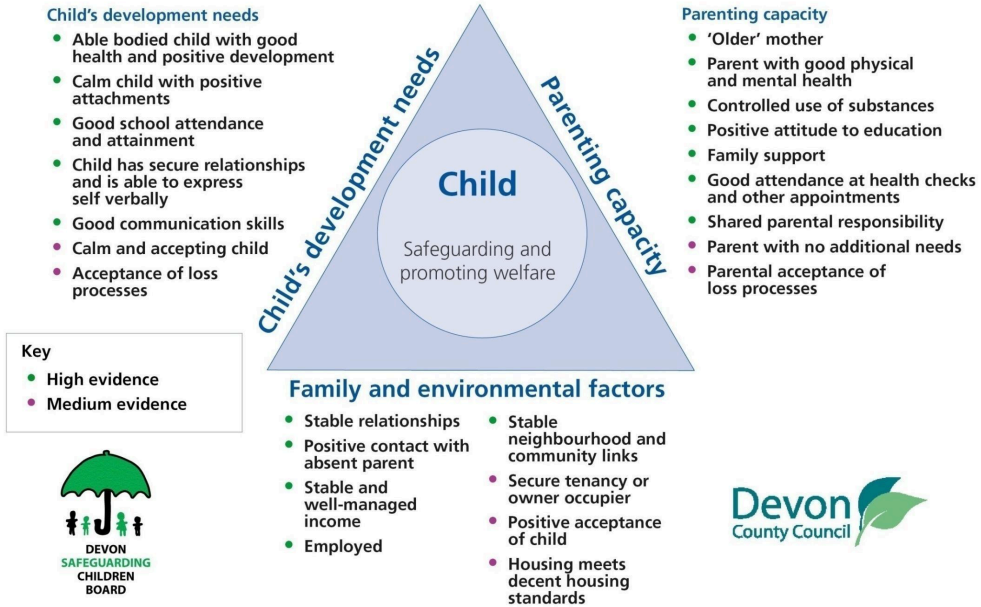 Child's development needs
Able bodied child with good
health and positive development
Calm child with positive
attachments
Good school attendance
and attainment
Child has secure relationships
and is able to express
self verbally
Good communication skills
Calm and accepting child
Acceptance of loss
processes
Child's development needs
Parenting capacity
Child
Safeguarding and
promoting welfare
Parenting capacity
‘Older’ mother
Parent with good physical
and mental health
Controlled use of substances
Positive attitude to education
Family support
Good attendance at health checks
and other appointments
Shared parental responsibility
Parent with no additional needs
Parental acceptance of
loss processes
Key
High evidence
Medium evidence
Family and environmental factors
Stable relationships
Positive contact with
absent parent
Stable and
well-managed
income
Employed
Stable
neighbourhood and
community links
Secure tenancy or
owner occupier
Positive acceptance
of child
Housing meets
decent housing
standards
DEVON
SAFEGUARDING
CHILDREN
BOARD
Devon
County Council